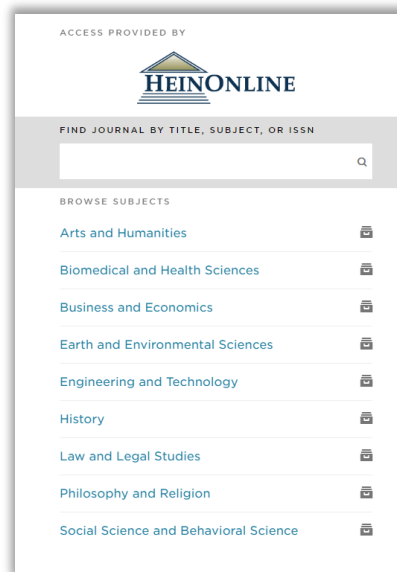 ACCESS PROVIDED BY
HEINONLINE
FIND JOURNAL BY TITLE, SUBJECT, OR ISSN
BROWSE SUBJECTS
Arts and Humanities
Biomedical and Health Sciences
Business and Economics
Earth and Environmental Sciences
Engineering and Technology
History
Law and Legal Studies
Philosophy and Religion
Social Science and Behavioral Science